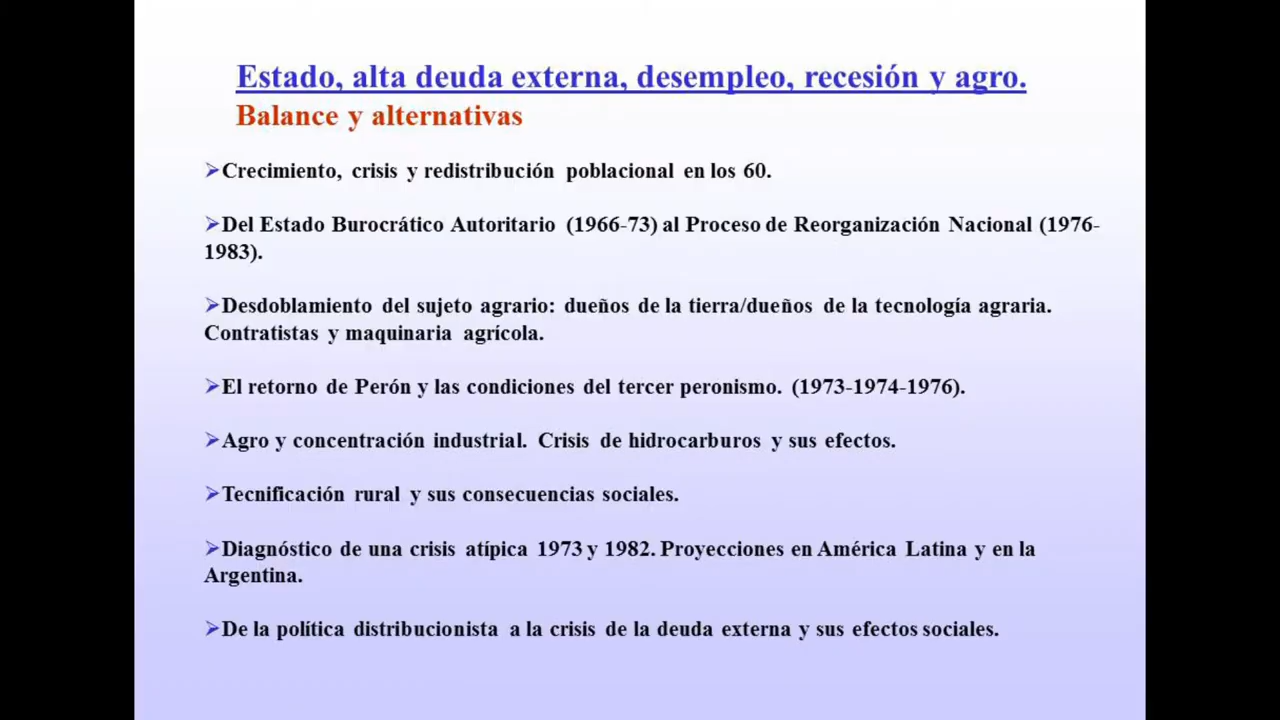 Estado, alta deuda externa, desempleo, recesión y agro.
Balance y alternativas
➢Crecimiento, crisis y redistribución poblacional en los 60.
➢Del Estado Burocrático Autoritario (1966-73) al Proceso de Reorganización Nacional (1976-
1983).
➢Desdoblamiento del sujeto agrario: dueños de la tierra/dueños de la tecnología agraria.
Contratistas y maquinaria agrícola.
➢El retorno de Perón y las condiciones del tercer peronismo. (1973-1974-1976).
➢Agro y concentración industrial. Crisis de hidrocarburos y sus efectos.
➢Tecnificación rural y sus consecuencias sociales.
➢Diagnóstico de una crisis atípica 1973 y 1982. Proyecciones en América Latina y en la
Argentina.
➢De la política distribucionista a la crisis de la deuda externa y sus efectos sociales.